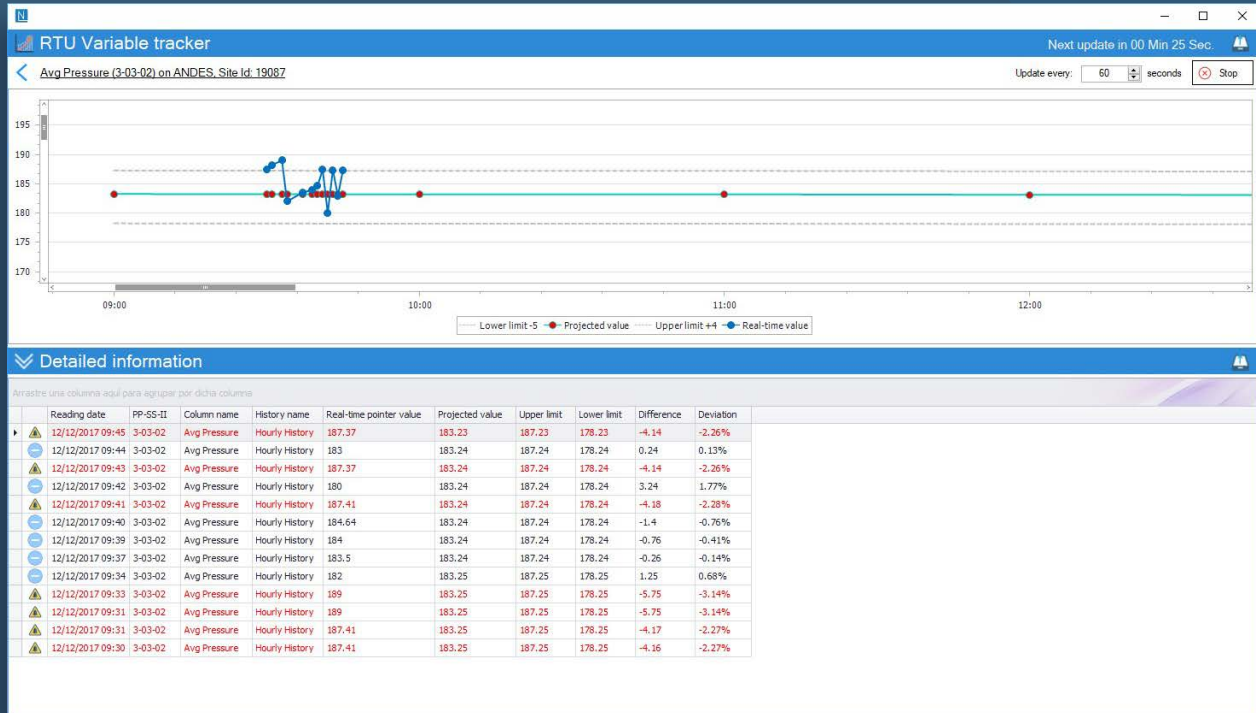 N
RTU Variable tracker Next update in 00 Min 25 Sec.
Avg Pressure (3-03-02) on ANDES, Site Id: 19087 Update every: 60 seconds Stop
195
190
185
180
175
170
09:00 10:00 11:00 12:00
Lower limit -5 Projected value Upper limit +4 Real-time value
Detailed information
Arrastre una columna aquí para agrupar por dicha columna
Reading date PP-SS-II Column name History name Real-time pointer value Projected value Upper limit Lower limit Difference Deviation
12/12/2017 09:45 3-03-02 Avg Pressure Hourly History 187.37 183.23 187.23 178.23 -4.14 -2.26%
12/12/2017 09:44 3-03-02 Avg Pressure Hourly History 183 183.24 187.24 178.24 0.24 0.13%
12/12/2017 09:43 3-03-02 Avg Pressure Hourly History 187.37 183.24 187.24 178.24 -4.14 -2.26%
12/12/2017 09:42 3-03-02 Avg Pressure Hourly History 180 183.24 187.24 178.24 3.24 1.77%
12/12/2017 09:41 3-03-02 Avg Pressure Hourly History 187.41 183.24 187.24 178.24 -4.18 -2.28%
12/12/2017 09:40 3-03-02 Avg Pressure Hourly History 184.64 183.24 187.24 178.24 -1.4 -0.76%
12/12/2017 09:39 3-03-02 Avg Pressure Hourly History 184 183.24 187.24 178.24 -0.76 -0.41%
12/12/2017 09:37 3-03-02 Avg Pressure Hourly History 183.5 183.24 187.24 178.24 -0.26 -0.14%
12/12/2017 09:34 3-03-02 Avg Pressure Hourly History 182 183.25 187.25 178.25 1.25 0.68%
12/12/2017 09:33 3-03-02 Avg Pressure Hourly History 189 183.25 187.25 178.25 -5.75 -3.14%
12/12/2017 09:31 3-03-02 Avg Pressure Hourly History 189 183.25 187.25 178.25 -5.75 -3.14%
12/12/2017 09:31 3-03-02 Avg Pressure Hourly History 187.41 183.25 187.25 178.25 -4.17 -2.27%
12/12/2017 09:30 3-03-02 Avg Pressure Hourly History 187.41 183.25 187.25 178.25 -4.16 -2.27%